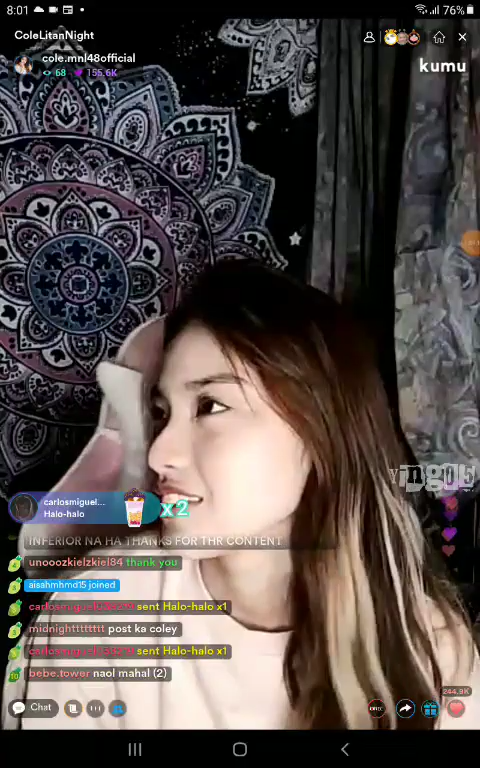 8:01
76%
ColeLitanNight
cole.mnl48official
68 155.6K
kumu
carlosmiguel...
Halo-halo
x2
INFERIOR NA HA THANKS FOR THR CONTENT
unooozkielzkiel84 thank you
aisahmhmd15 joined
sent Halo-halo x1
midnighttttttt post ka coley
sent Halo-halo x1
bebe.tower naol mahal (2)
244.9K
Chat